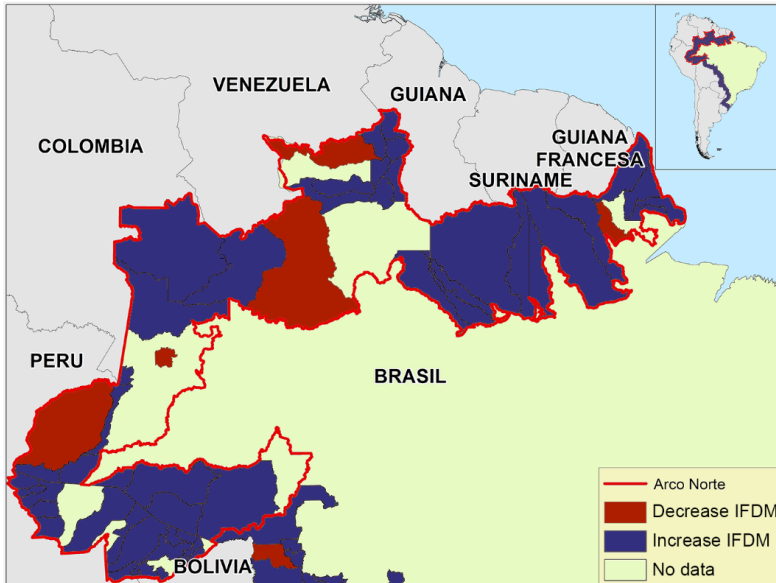 VENEZUELA
GUIANA
COLOMBIA
GUIANA
FRANCESA
SURINAME
PERU
BRASIL
BOLIVIA
Arco Norte
Decrease IFDM
Increase IFDM
No data